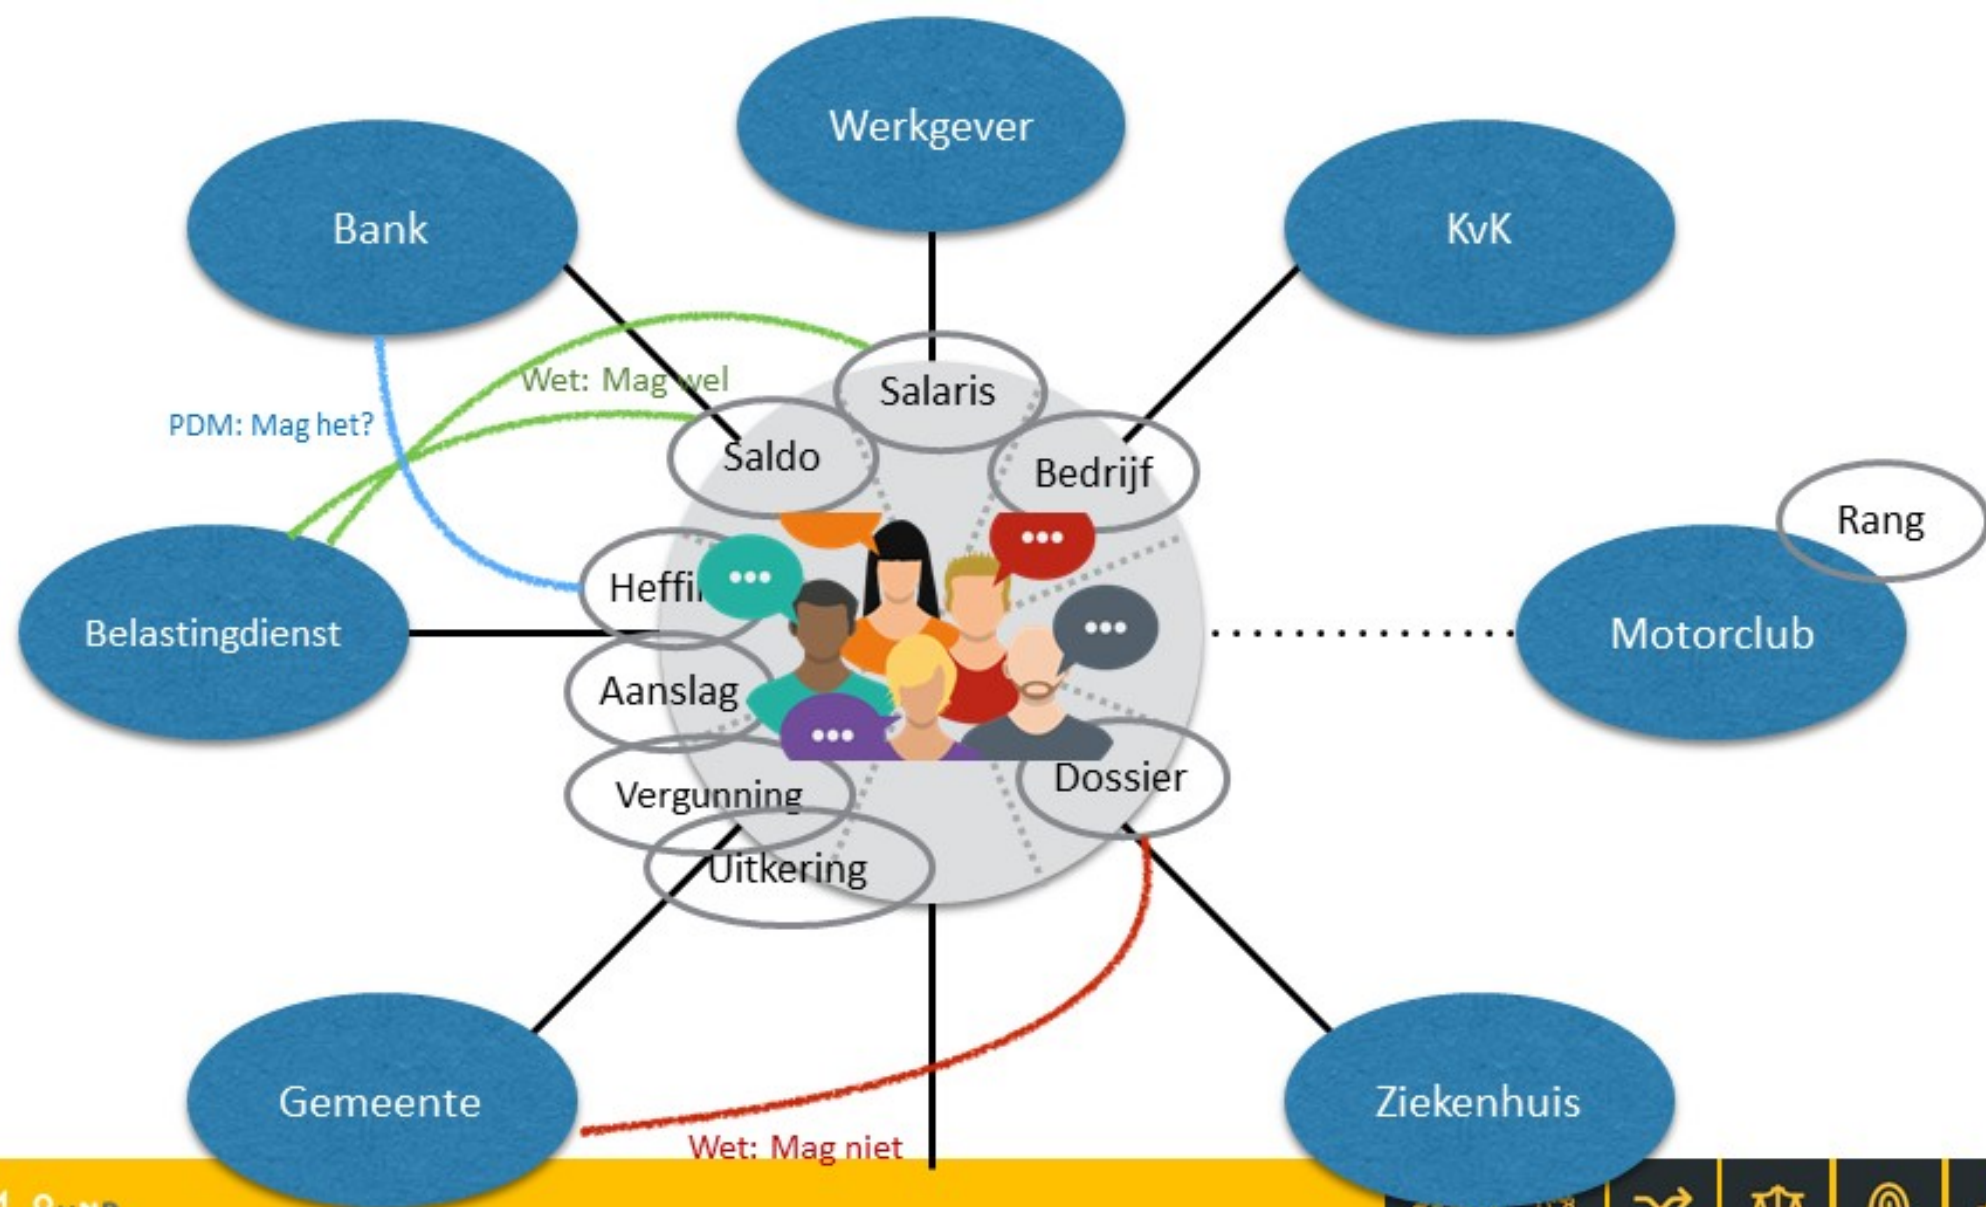 Werkgever
Bank
KvK
Wet: Mag wel
Salaris
PDM: Mag het?
Saldo
Bedrijf
Rang
Belastingdienst
Motorclub
Aanslag
Dossier
Vergunning
Uitkering
Gemeente
Ziekenhuis
Wet: Mag niet